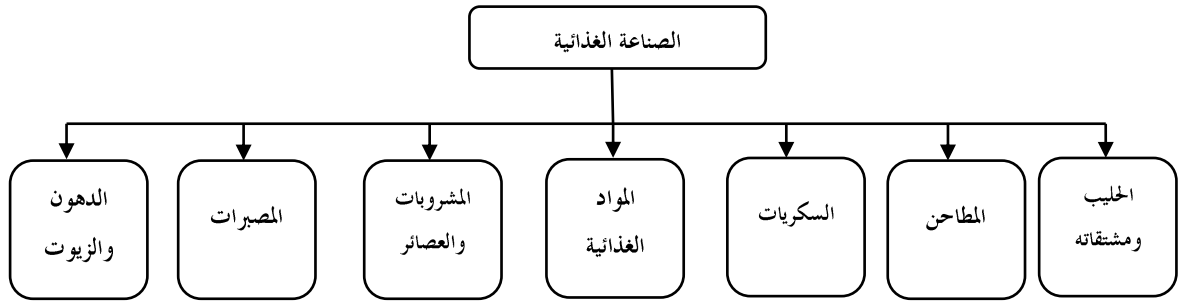 الصناعة الغذائية
الحليب
ومشتقاته
المطاحن
السكريات
المواد
الغذائية
المشروبات
والعصائر
المصبرات
الدهون
والزيوت